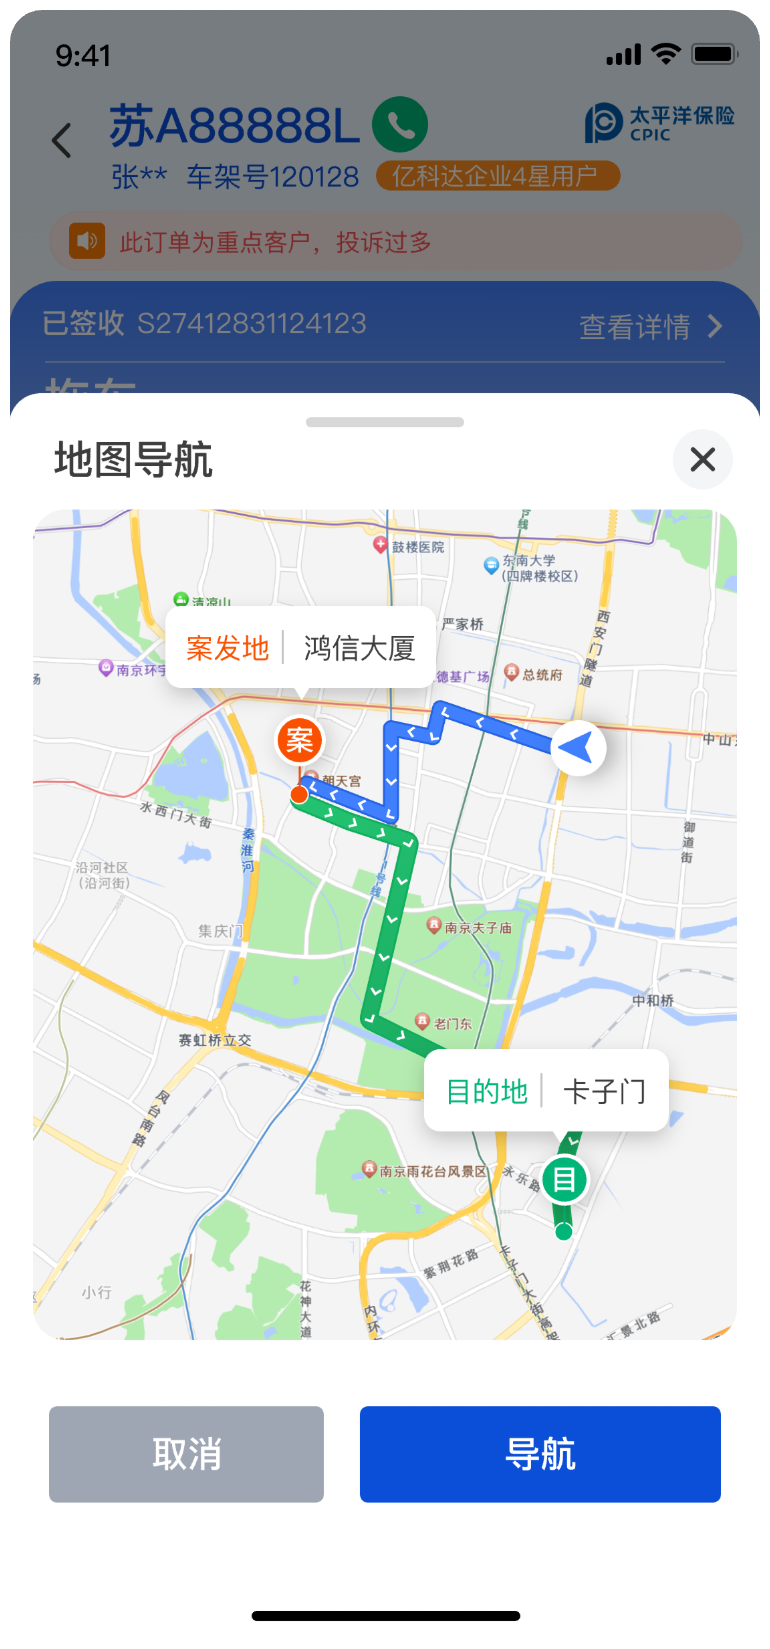 9:41
苏A88888L
太平洋保险
CPIC
张** 车架号120128 亿科达企业4星用户
此订单为重点客户，投诉过多
已签收 S27412831124123 查看详情
拖车
地图导航
号线
鼓楼医院
东南大学
(四牌楼校区)
清凉山
严家桥
西安门隧道
案发地 鸿信大厦
南京环宇
德基广场
总统府
场
案
中山东
朝天宫
水西门大街
秦淮河
御道街
沿河社区
(沿河街)
1号线
集庆门
南京夫子庙
中和桥
老门东
赛虹桥立交
目的地 卡子门
凤台南路
南京雨花台风景区
永乐路
目
紫荆花路
卡子门大街高架
小行
花神大道
内环
汇景北路
取消 导航